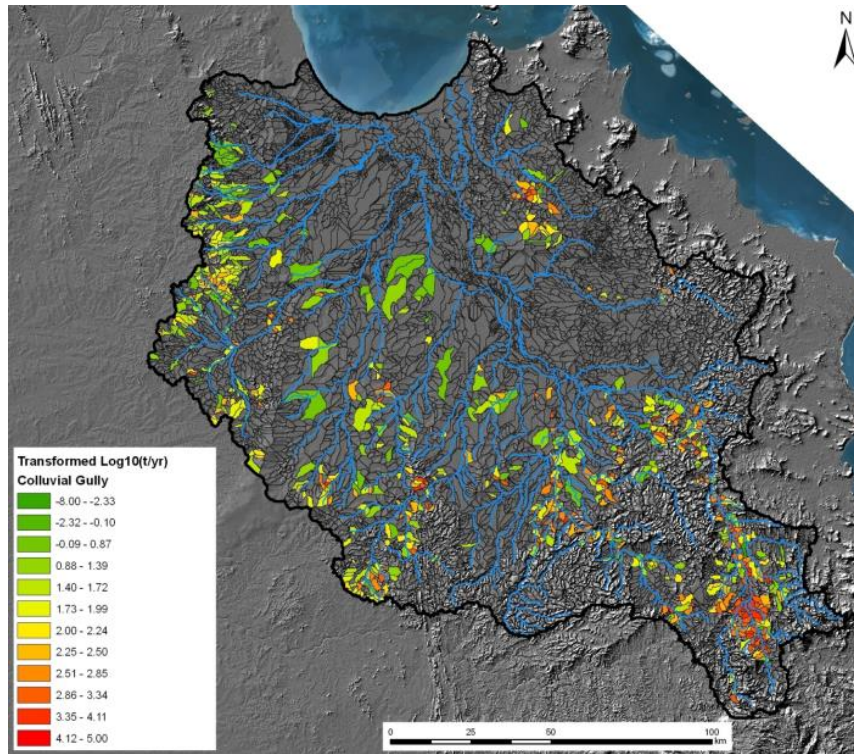 N
Transformed Log10(t/yr)
Colluvial Gully
-8.00 - -2.33
-2.32 - -0.10
-0.09 - 0.87
0.88 - 1.39
1.40 - 1.72
1.73 - 1.99
2.00 - 2.24
2.25 - 2.50
2.51 - 2.85
2.86 - 3.34
3.35 - 4.11
4.12 - 5.00
0 25 50 100
km